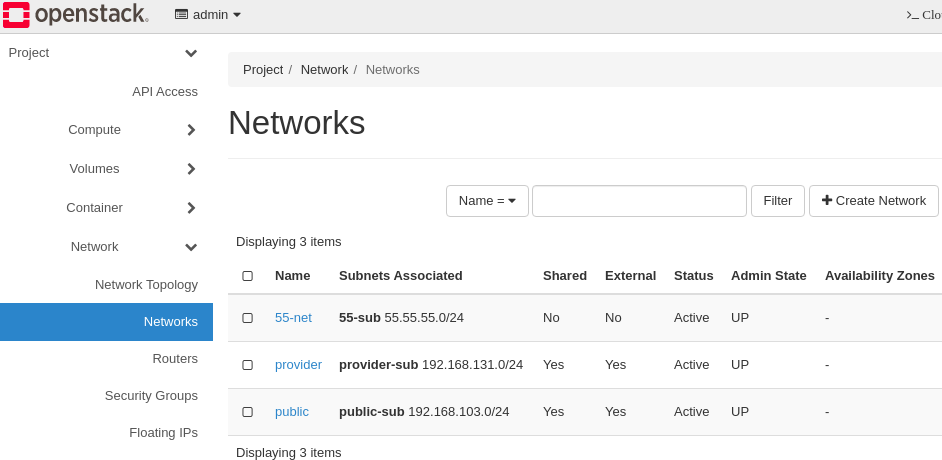 openstack. admin >_ Clou
Project
API Access
Compute
Volumes
Container
Network
Network Topology
Networks
Routers
Security Groups
Floating IPs
Project / Network / Networks
Networks
Name = Filter Create Network
Displaying 3 items
Name Subnets Associated Shared External Status Admin State Availability Zones
55-net 55-sub 55.55.55.0/24 No No Active UP -
provider provider-sub 192.168.131.0/24 Yes Yes Active UP -
public public-sub 192.168.103.0/24 Yes Yes Active UP -
Displaying 3 items